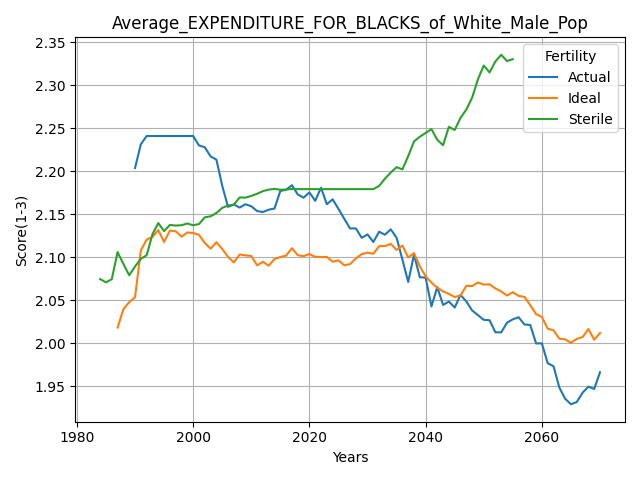 Average_EXPENDITURE_FOR_BLACKS_of_White_Male_Pop
2.35
2.30
2.25
2.20
2.15
2.10
2.05
2.00
1.95
Score(1-3)
Fertility
Actual
Ideal
Sterile
1980
2000
2020
2040
2060
Years